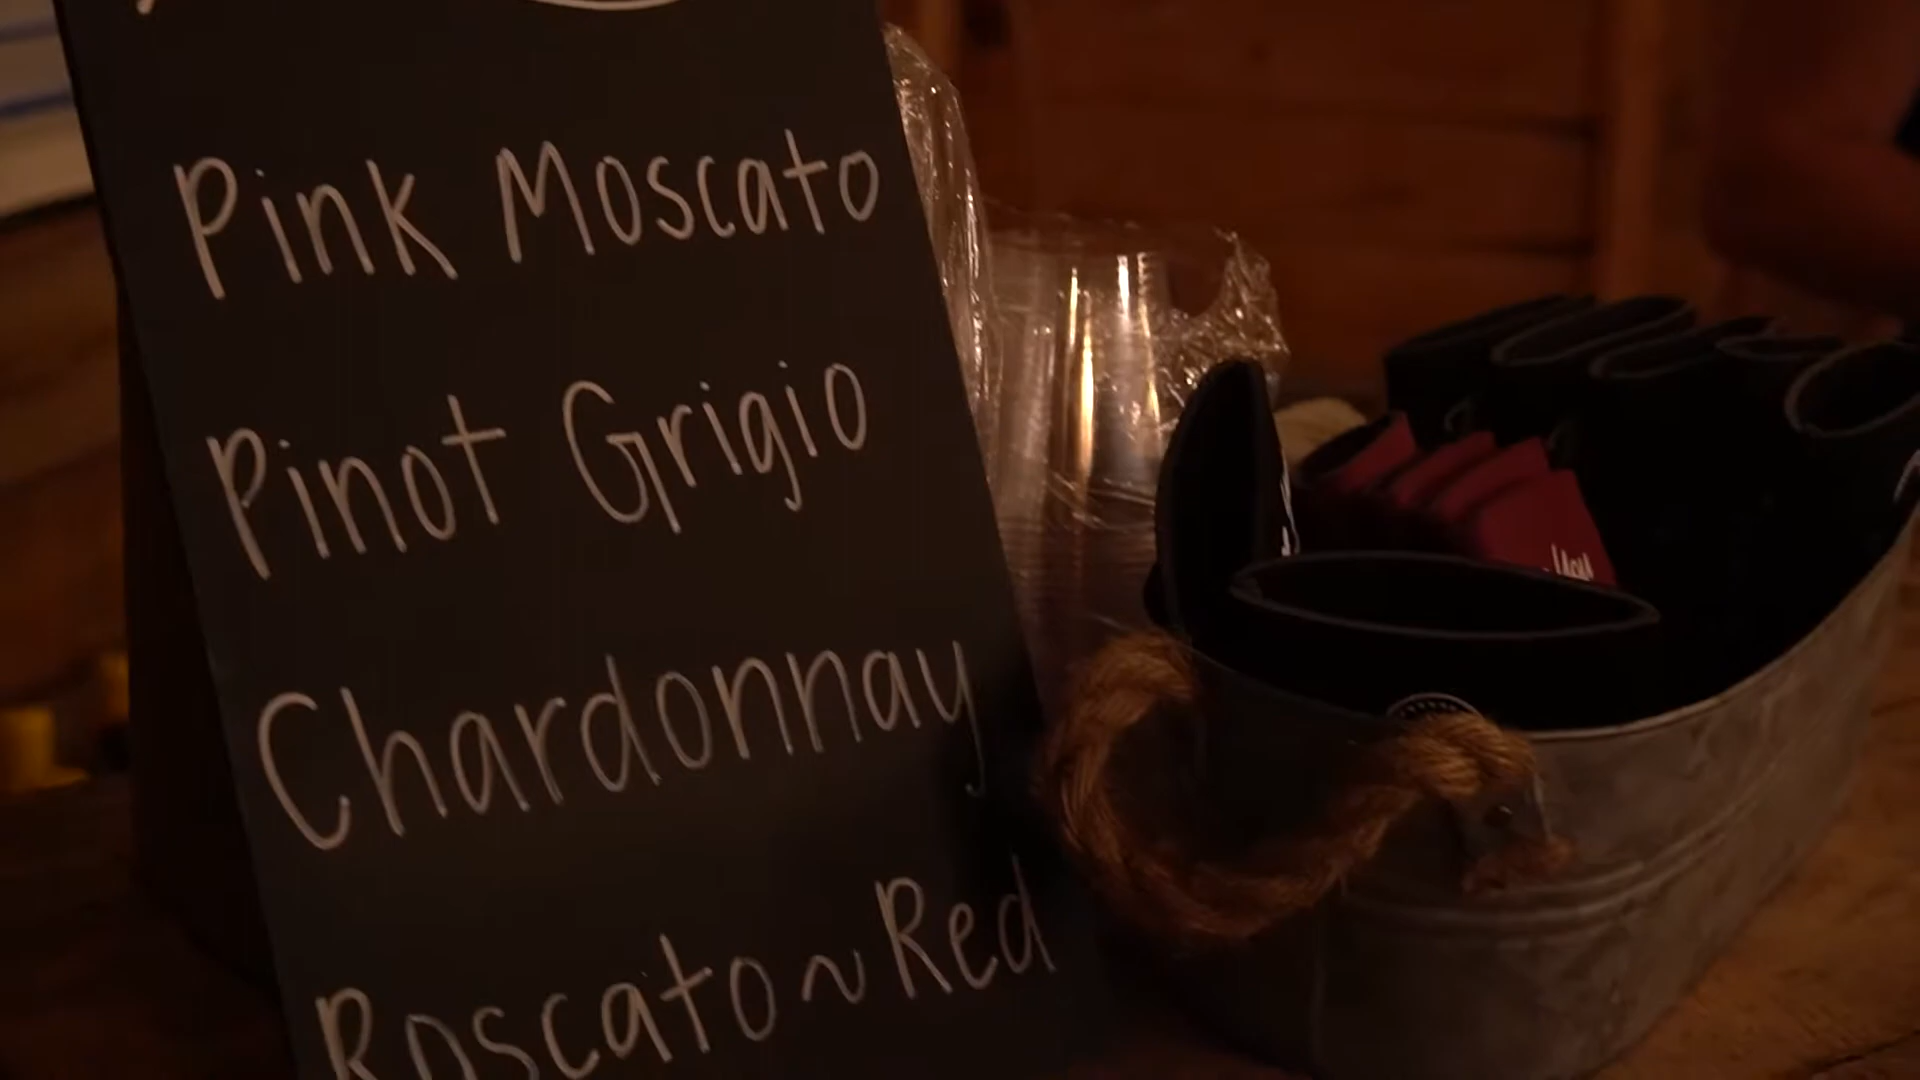 Pink Moscato
Pinot Grigio
Chardonnay
Roscato~Red